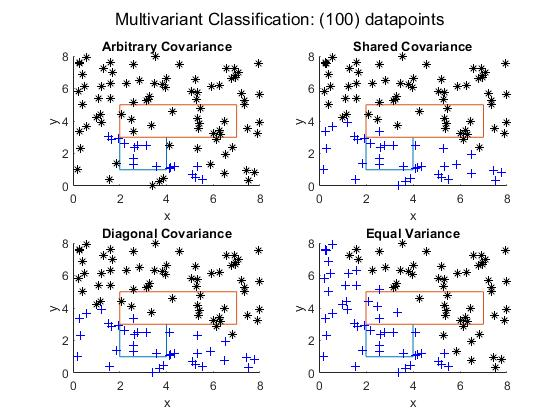 Multivariant Classification: (100) datapoints
Arbitrary Covariance
Shared Covariance
8
6
4
2
0
y
0 2 4 6 8
x
8
6
4
2
0
y
0 2 4 6 8
x
Diagonal Covariance
Equal Variance
8
6
4
2
0
y
0 2 4 6 8
x
8
6
4
2
0
y
0 2 4 6 8
x